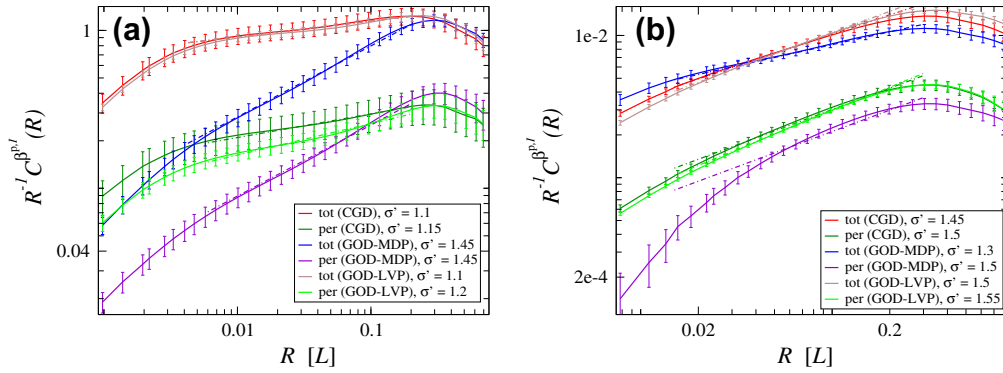 (a)
R⁻¹ C^β^p,l (R)
1
0.04
0.01
0.1
R [L]
tot (CGD), σ' = 1.1
per (CGD), σ' = 1.15
tot (GOD-MDP), σ' = 1.45
per (GOD-MDP), σ' = 1.45
tot (GOD-LVP), σ' = 1.1
per (GOD-LVP), σ' = 1.2
(b)
R⁻¹ C^β^p,l (R)
1e-2
2e-4
0.02
0.2
R [L]
tot (CGD), σ' = 1.45
per (CGD), σ' = 1.5
tot (GOD-MDP), σ' = 1.3
per (GOD-MDP), σ' = 1.5
tot (GOD-LVP), σ' = 1.5
per (GOD-LVP), σ' = 1.55